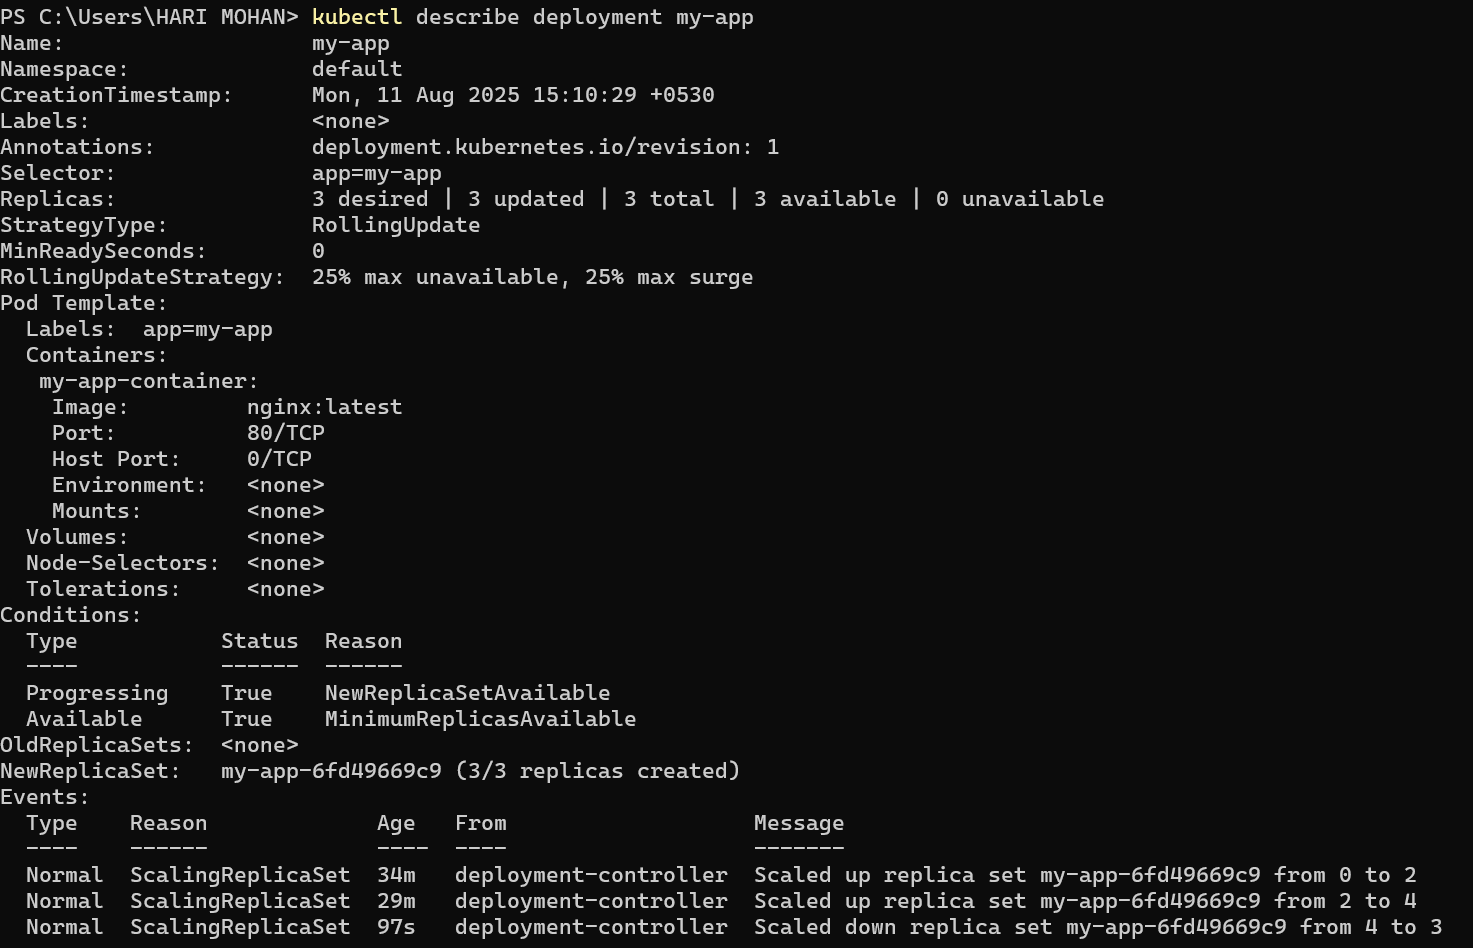 PS C:\Users\HARI MOHAN> kubectl describe deployment my-app
Name:                   my-app
Namespace:              default
CreationTimestamp:      Mon, 11 Aug 2025 15:10:29 +0530
Labels:                 <none>
Annotations:            deployment.kubernetes.io/revision: 1
Selector:               app=my-app
Replicas:               3 desired | 3 updated | 3 total | 3 available | 0 unavailable
StrategyType:           RollingUpdate
MinReadySeconds:        0
RollingUpdateStrategy:  25% max unavailable, 25% max surge
Pod Template:
  Labels:  app=my-app
  Containers:
   my-app-container:
    Image:         nginx:latest
    Port:          80/TCP
    Host Port:     0/TCP
    Environment:   <none>
    Mounts:        <none>
  Volumes:         <none>
  Node-Selectors:  <none>
  Tolerations:     <none>
Conditions:
  Type           Status  Reason
  ----           ------  ------
  Progressing    True    NewReplicaSetAvailable
  Available      True    MinimumReplicasAvailable
OldReplicaSets:  <none>
NewReplicaSet:   my-app-6fd49669c9 (3/3 replicas created)
Events:
  Type    Reason             Age   From                   Message
  ----    ------             ----  ----                   -------
  Normal  ScalingReplicaSet  34m   deployment-controller  Scaled up replica set my-app-6fd49669c9 from 0 to 2
  Normal  ScalingReplicaSet  29m   deployment-controller  Scaled up replica set my-app-6fd49669c9 from 2 to 4
  Normal  ScalingReplicaSet  97s   deployment-controller  Scaled down replica set my-app-6fd49669c9 from 4 to 3